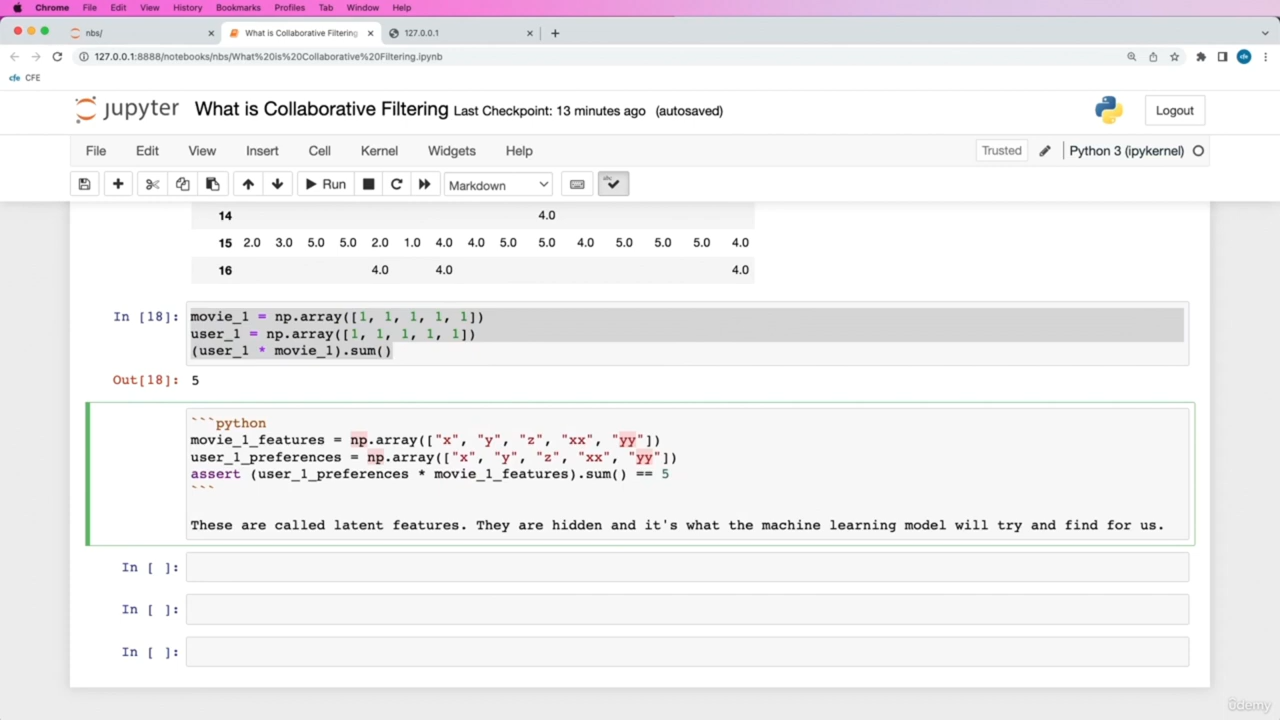 Chrome File Edit View History Bookmarks Profiles Tab Window Help
nbs/ What is Collaborative Filtering 127.0.0.1
127.0.0.1:8888/notebooks/nbs/What%20is%20Collaborative%20Filtering.ipynb
cfe CFE
jupyter What is Collaborative Filtering Last Checkpoint: 13 minutes ago (autosaved) Logout
File Edit View Insert Cell Kernel Widgets Help Trusted Python 3 (ipykernel)
Run Markdown
14 4.0
15 2.0 3.0 5.0 5.0 2.0 1.0 4.0 4.0 5.0 5.0 4.0 5.0 5.0 5.0 4.0
16 4.0 4.0 4.0
In [18]: movie_1 = np.array([1, 1, 1, 1, 1])
user_1 = np.array([1, 1, 1, 1, 1])
(user_1 * movie_1).sum()
Out[18]: 5
```python
movie_1_features = np.array(["x", "y", "z", "xx", "yy"])
user_1_preferences = np.array(["x", "y", "z", "xx", "yy"])
assert (user_1_preferences * movie_1_features).sum() == 5
```
These are called latent features. They are hidden and it's what the machine learning model will try and find for us.
In [ ]:
In [ ]:
In [ ]:
ûdemy